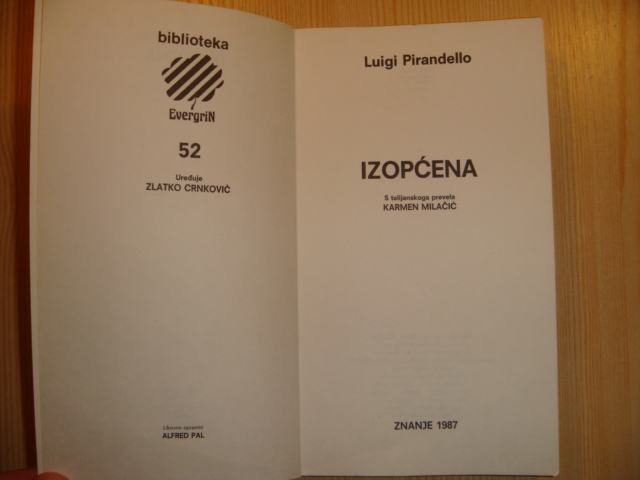 biblioteka
EvergriN
52
Uređuje
ZLATKO CRNKOVIĆ
Likovno opremio
ALFRED PAL
Luigi Pirandello
IZOPĆENA
S talijanskoga prevela
KARMEN MILAČIĆ
ZNANJE 1987